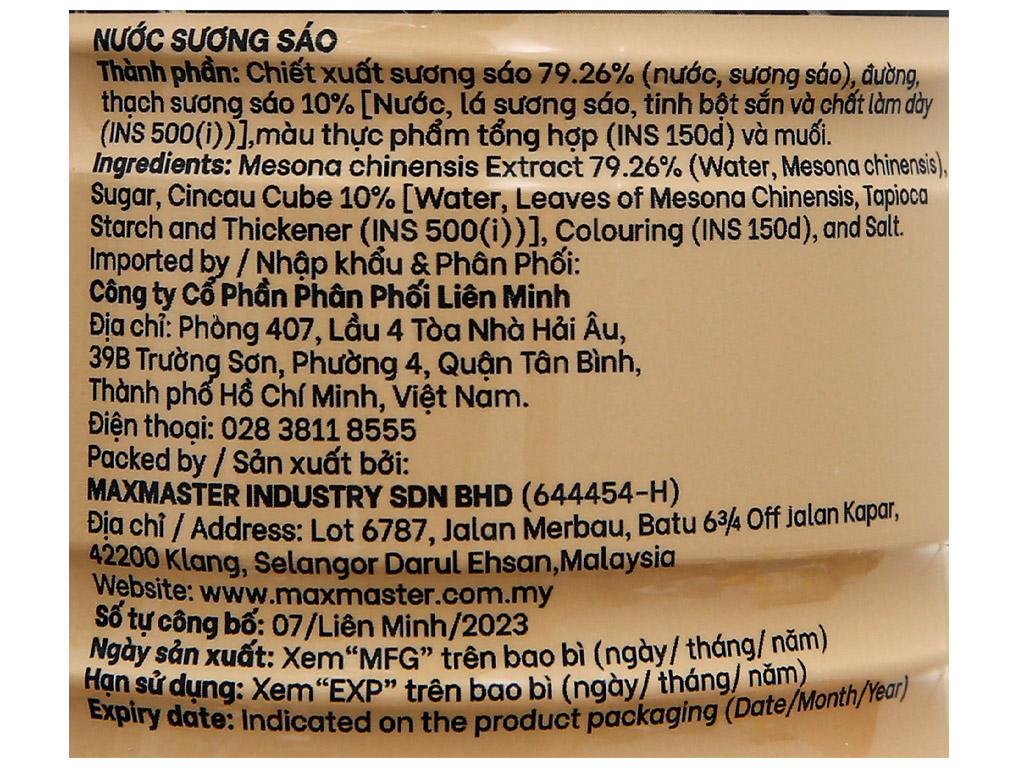 NƯỚC SƯƠNG SÁO
Thành phần: Chiết xuất sương sáo 79.26% (nước, sương sáo), đường,
thạch sương sáo 10% [Nước, lá sương sáo, tinh bột sắn và chất làm dày
(INS 500(i))],màu thực phẩm tổng hợp (INS 150d) và muối.
Ingredients: Mesona chinensis Extract 79.26% (Water, Mesona chinensis),
Sugar, Cincau Cube 10% [Water, Leaves of Mesona Chinensis, Tapioca
Starch and Thickener (INS 500(i))], Colouring (INS 150d), and Salt.
Imported by / Nhập khẩu & Phân Phối:
Công ty Cổ Phần Phân Phối Liên Minh
Địa chỉ: Phòng 407, Lầu 4 Tòa Nhà Hải Âu,
39B Trường Sơn, Phường 4, Quận Tân Bình,
Thành phố Hồ Chí Minh, Việt Nam.
Điện thoại: 028 3811 8555
Packed by / Sản xuất bởi:
MAXMASTER INDUSTRY SDN BHD (644454-H)
Địa chỉ / Address: Lot 6787, Jalan Merbau, Batu 6¾ Off Jalan Kapar,
42200 Klang, Selangor Darul Ehsan,Malaysia
Website: www.maxmaster.com.my
Số tự công bố: 07/Liên Minh/2023
Ngày sản xuất: Xem“MFG” trên bao bì (ngày/ tháng/ năm)
Hạn sử dụng: Xem“EXP” trên bao bì (ngày/ tháng/ năm)
Expiry date: Indicated on the product packaging (Date/Month/Year)